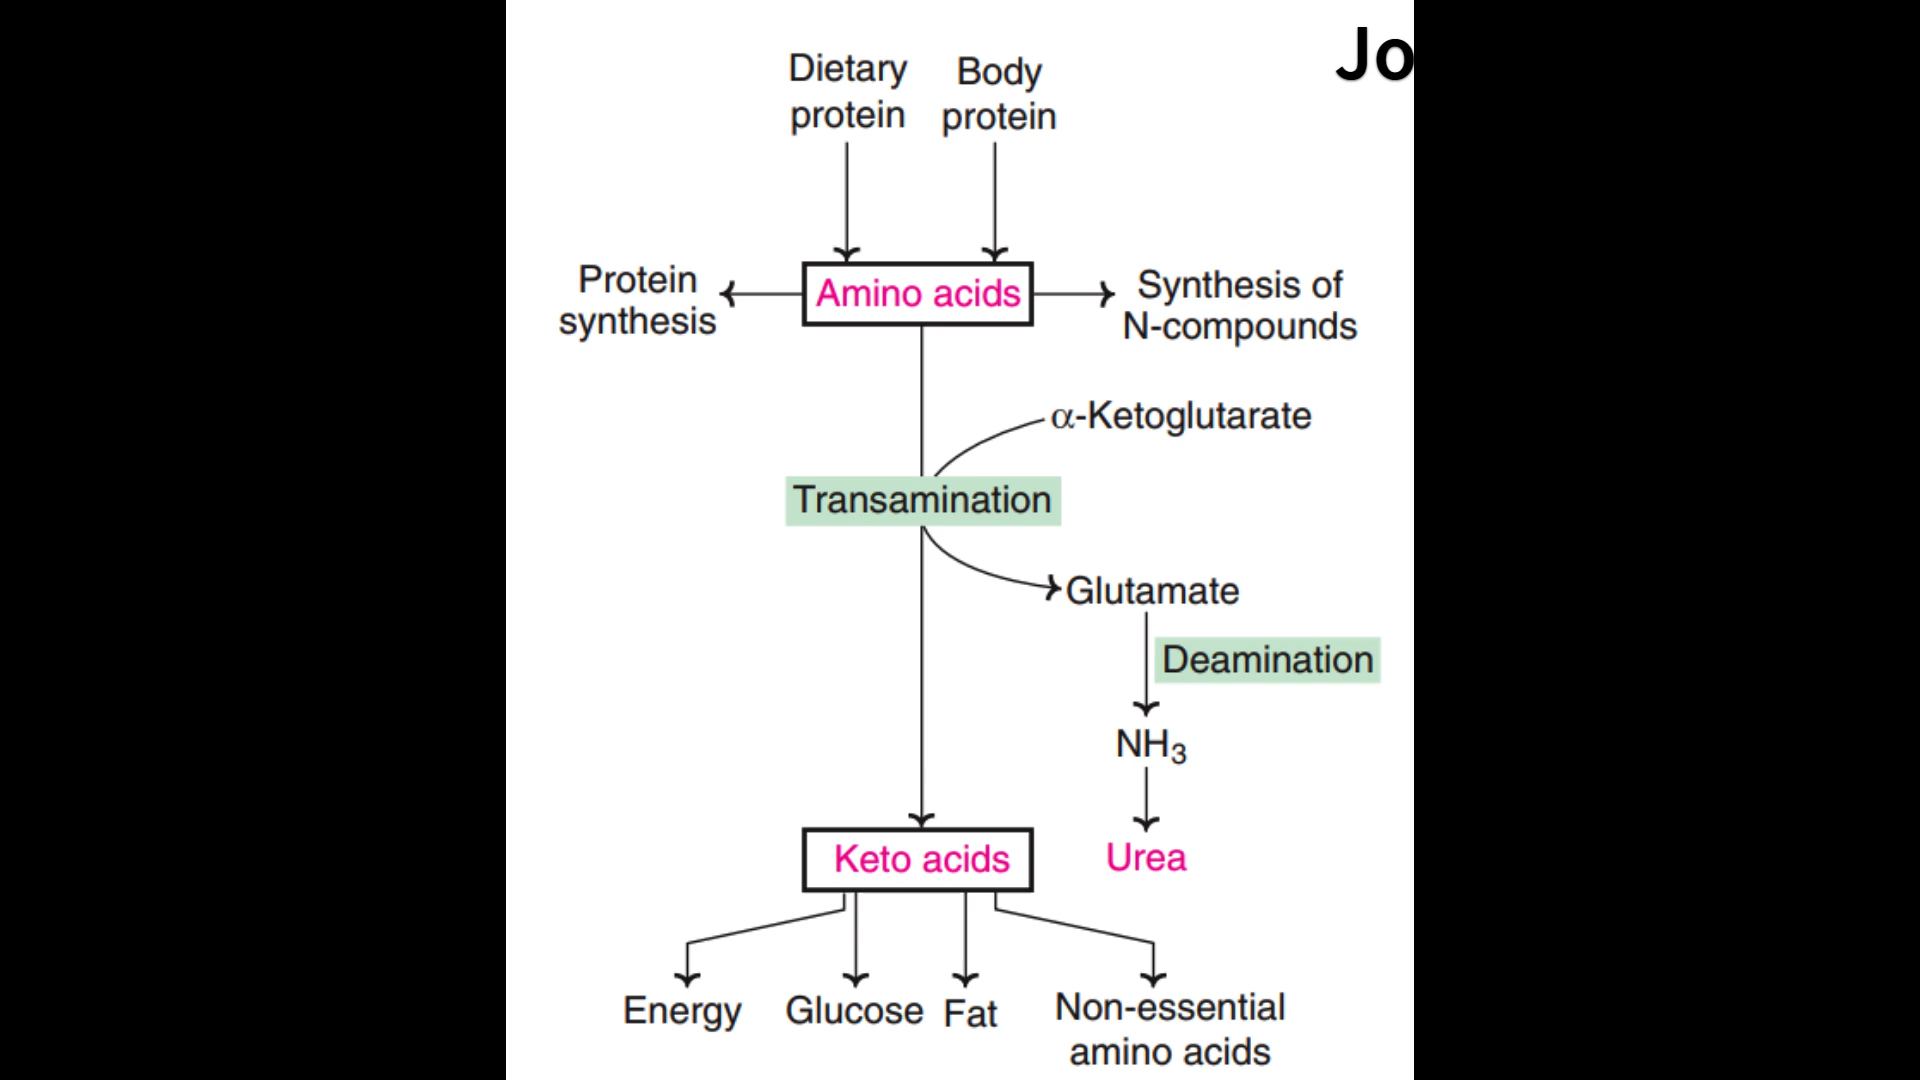 Jo
Dietary
protein
Body
protein
Protein
synthesis
Amino acids
Synthesis of
N-compounds
α-Ketoglutarate
Transamination
Glutamate
Deamination
NH₃
Urea
Keto acids
Energy
Glucose
Fat
Non-essential
amino acids